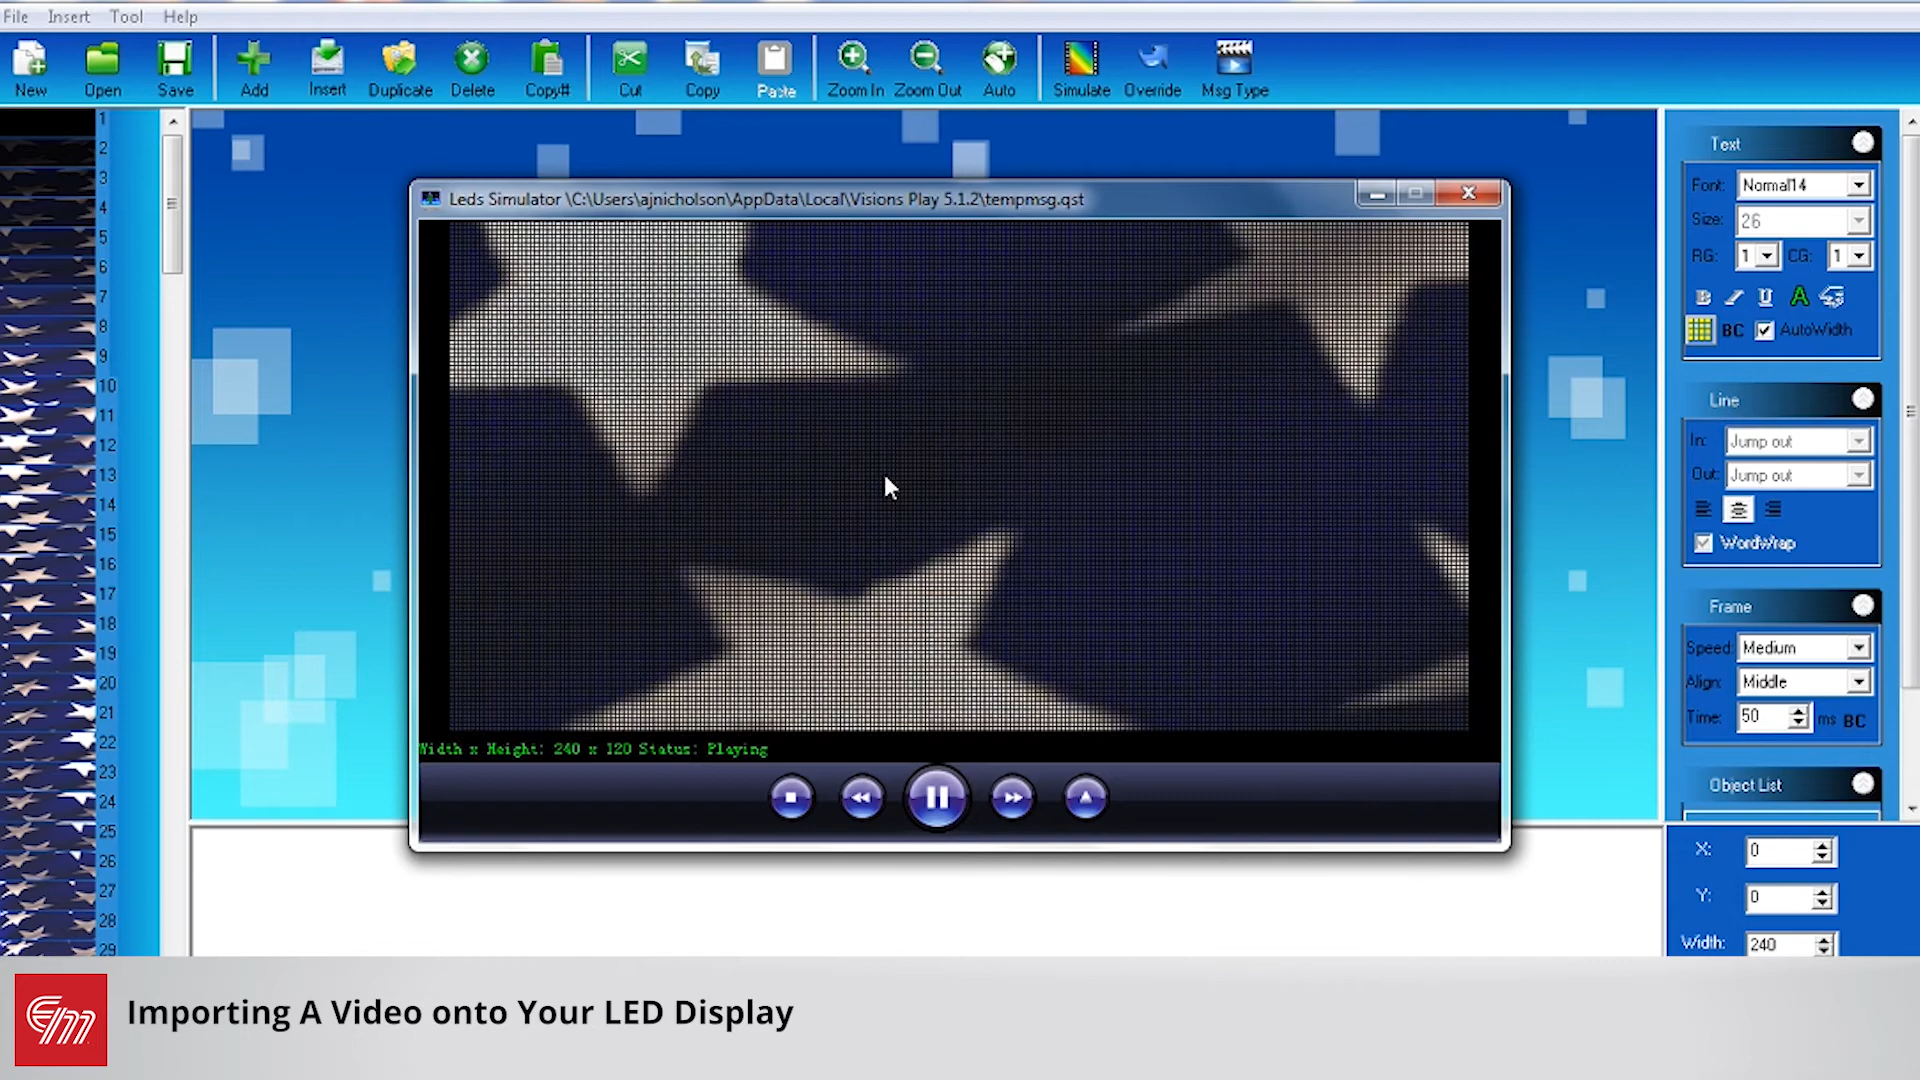 File Insert Tool Help
New Open Save Add Insert Duplicate Delete Copy# Cut Copy Paste Zoom In Zoom Out Auto Simulate Override Msg Type
1
2
3
4
5
6
7
8
9
10
11
12
13
14
15
16
17
18
19
20
21
22
23
24
25
26
27
28
29
Leds Simulator \C:\Users\ajnicholson\AppData\Local\Visions Play 5.1.2\tempmsg.qst
Width x Height: 240 x 120 Status: Playing
Text
Font: Normal14
Size: 26
RG: 1 CG: 1
B I U A
BC AutoWidth
Line
In: Jump out
Out: Jump out
WordWrap
Frame
Speed: Medium
Align: Middle
Time: 50 ms BC
Object List
X: 0
Y: 0
Width: 240
EM Importing A Video onto Your LED Display